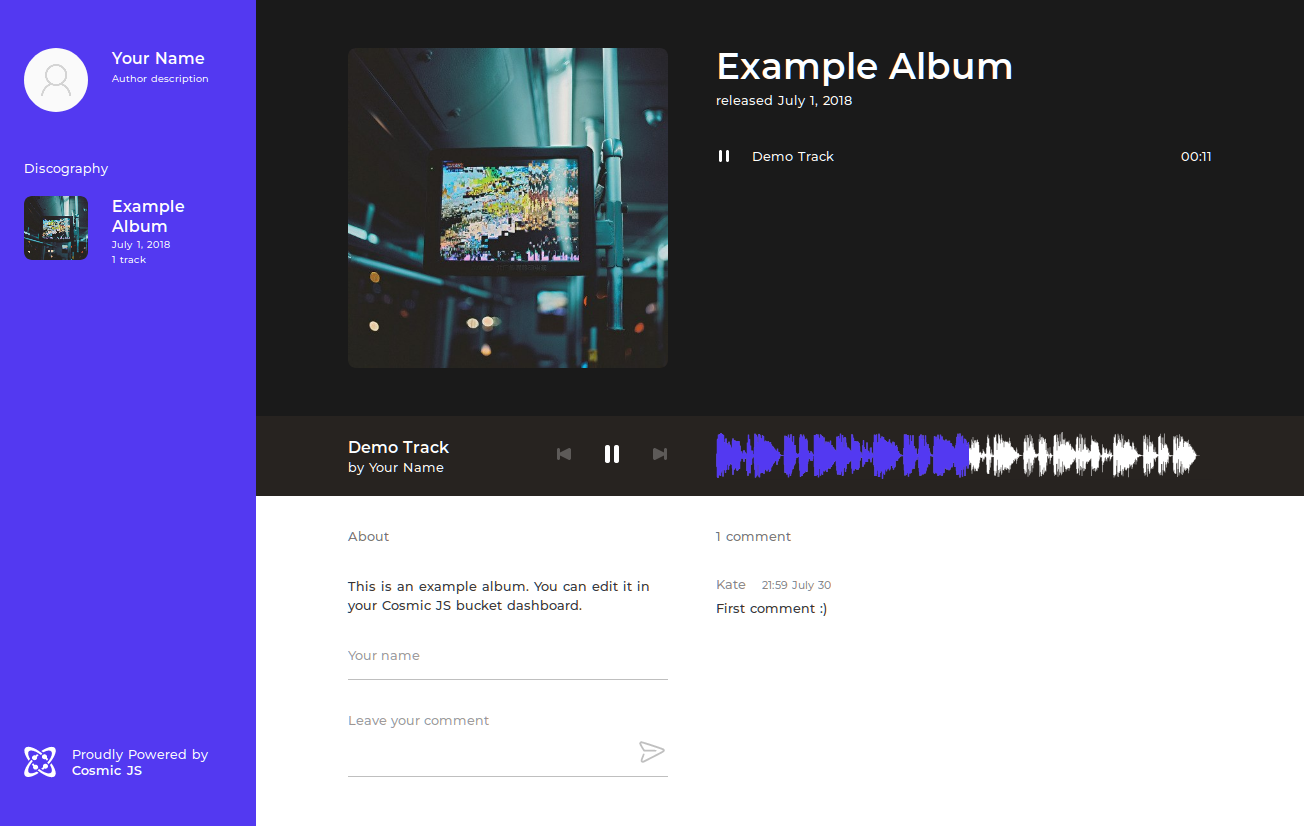 Your Name
Author description
Discography
Example
Album
July 1, 2018
1 track
Proudly Powered by
Cosmic JS
Example Album
released July 1, 2018
Demo Track 00:11
Demo Track
by Your Name
About
This is an example album. You can edit it in
your Cosmic JS bucket dashboard.
Your name
Leave your comment
1 comment
Kate 21:59 July 30
First comment :)